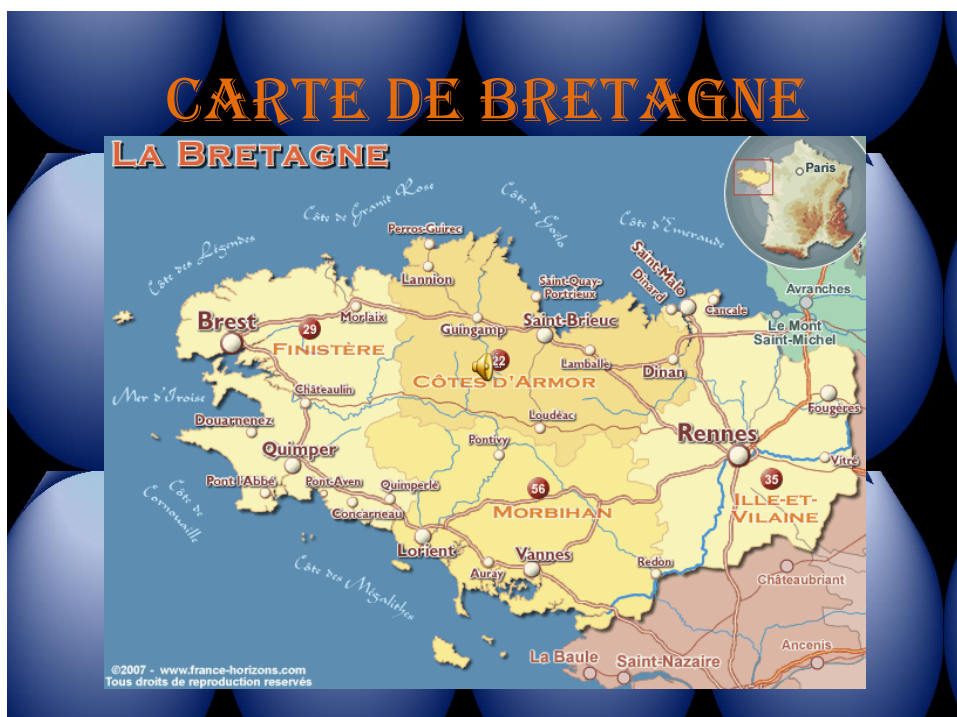 CARTE DE BRETAGNE
LA BRETAGNE
Paris
Côte de Granit Rose
Côte de Goëlo
Côte d'Emeraude
Côte des Légendes
Perros-Guirec
Lannion
Saint-Quay-
Portrieux
Saint-Malo
Dinard
Cancale
Avranches
Le Mont
Saint-Michel
Brest
29
Morlaix
Guingamp
Saint-Brieuc
FINISTÈRE
22
Lamballe
Dinan
CÔTES D'ARMOR
Mer d'Iroise
Châteaulin
Fougères
Douarnenez
Loudéac
Rennes
Quimper
Pontivy
Vitré
Pont l'Abbé
Pont-Aven
Quimperlé
56
35
Côte de
Cornouaille
Concarneau
MORBIHAN
ILLE-ET-
VILAINE
Lorient
Vannes
Auray
Redon
Côte des Mégalithes
Châteaubriant
Ancenis
La Baule
Saint-Nazaire
©2007 - www.france-horizons.com
Tous droits de reproduction reservés